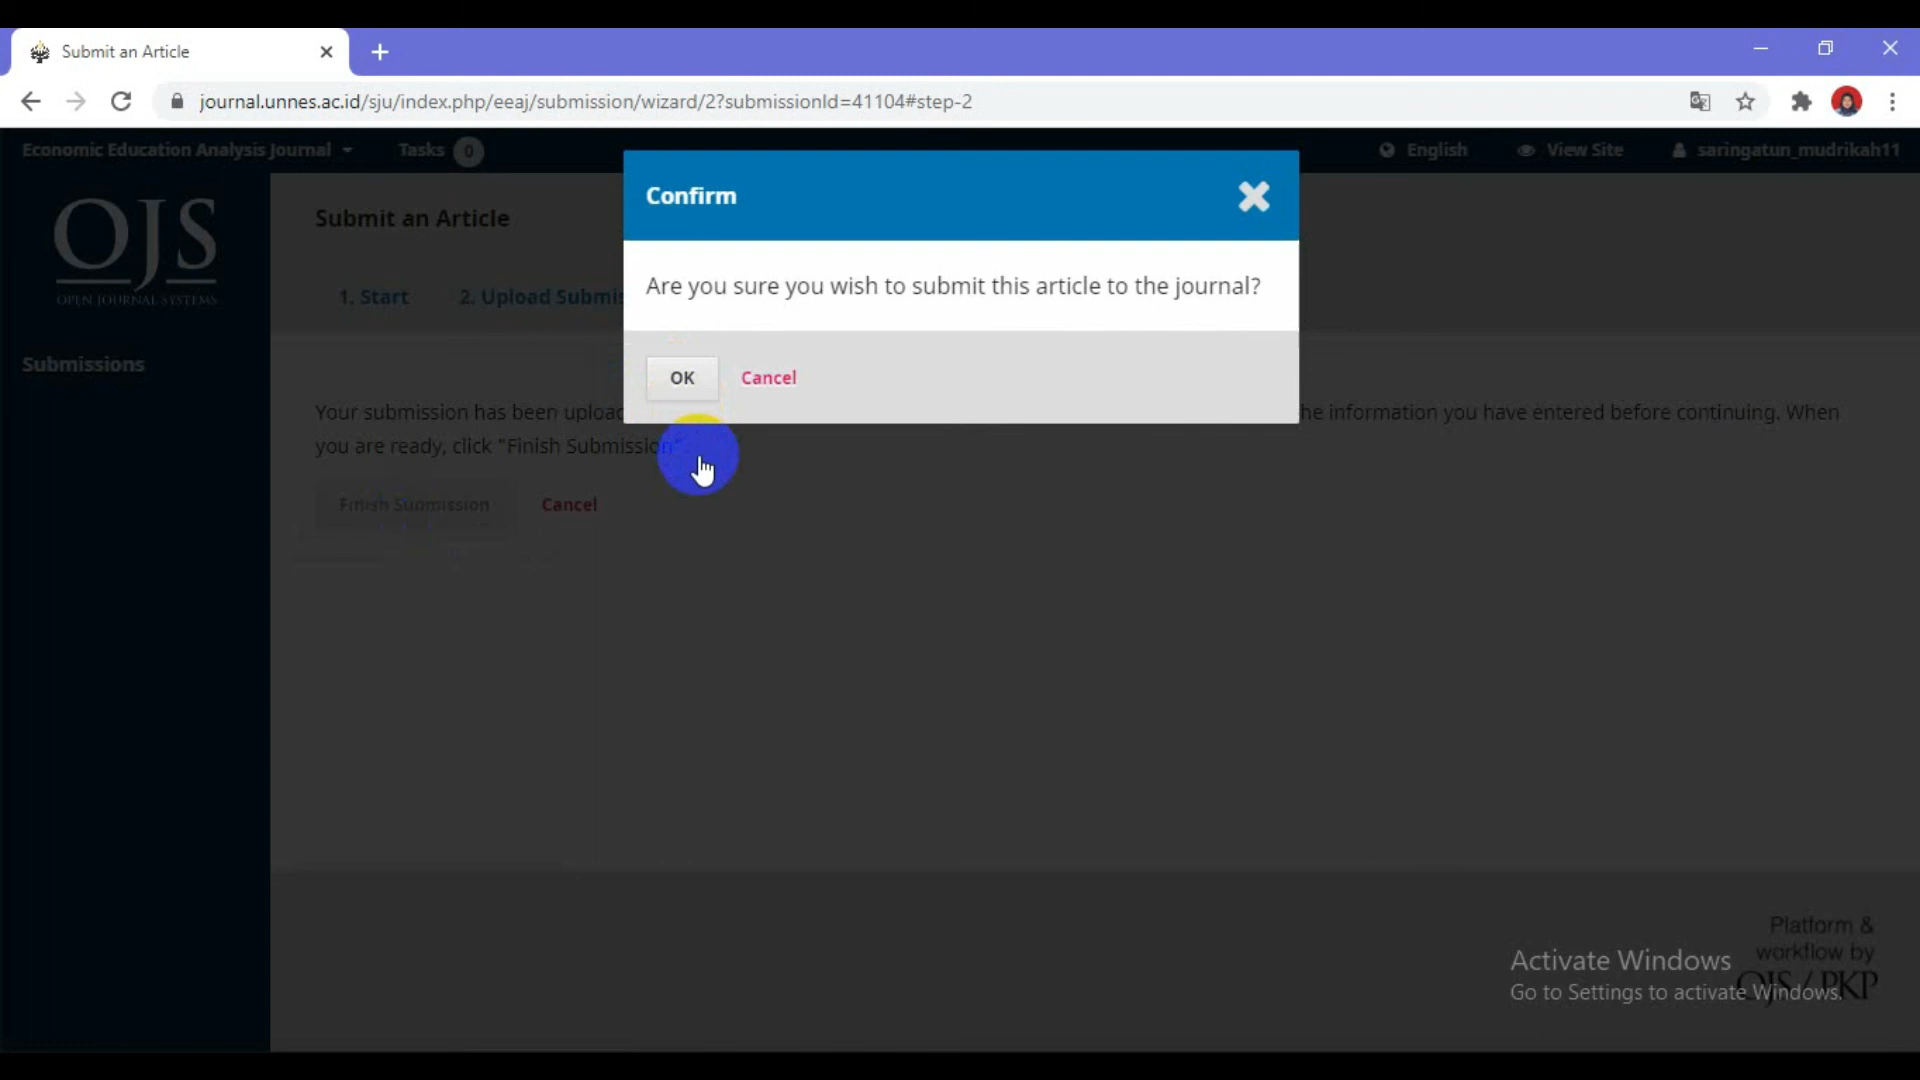 Submit an Article
journal.unnes.ac.id/sju/index.php/eeaj/submission/wizard/2?submissionId=41104#step-2
Economic Education Analysis Journal
Tasks 0
English
View Site
saringatun_mudrikah11
OJS
OPEN JOURNAL SYSTEMS
Submissions
Submit an Article
1. Start
2. Upload Submis
Confirm
Are you sure you wish to submit this article to the journal?
OK
Cancel
Your submission has been uploa he information you have entered before continuing. When
you are ready, click "Finish Submission"
Finish Submission
Cancel
Platform &
workflow by
OJS / PKP
Activate Windows
Go to Settings to activate Windows.